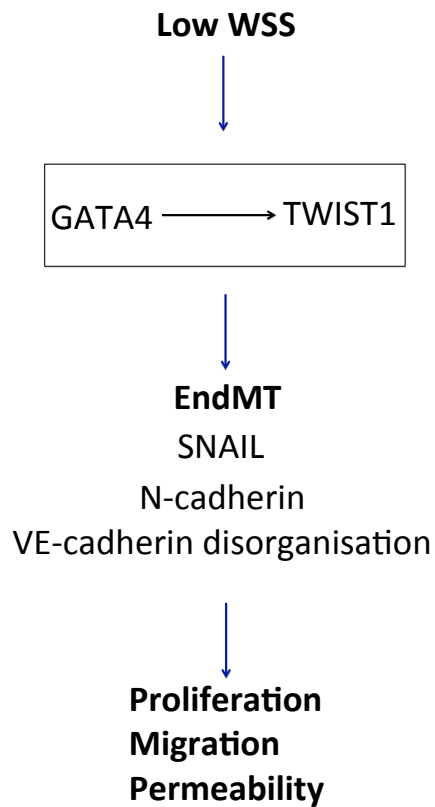 Low WSS
GATA4 TWIST1
EndMT
SNAIL
N-cadherin
VE-cadherin disorganisation
Proliferation
Migration
Permeability